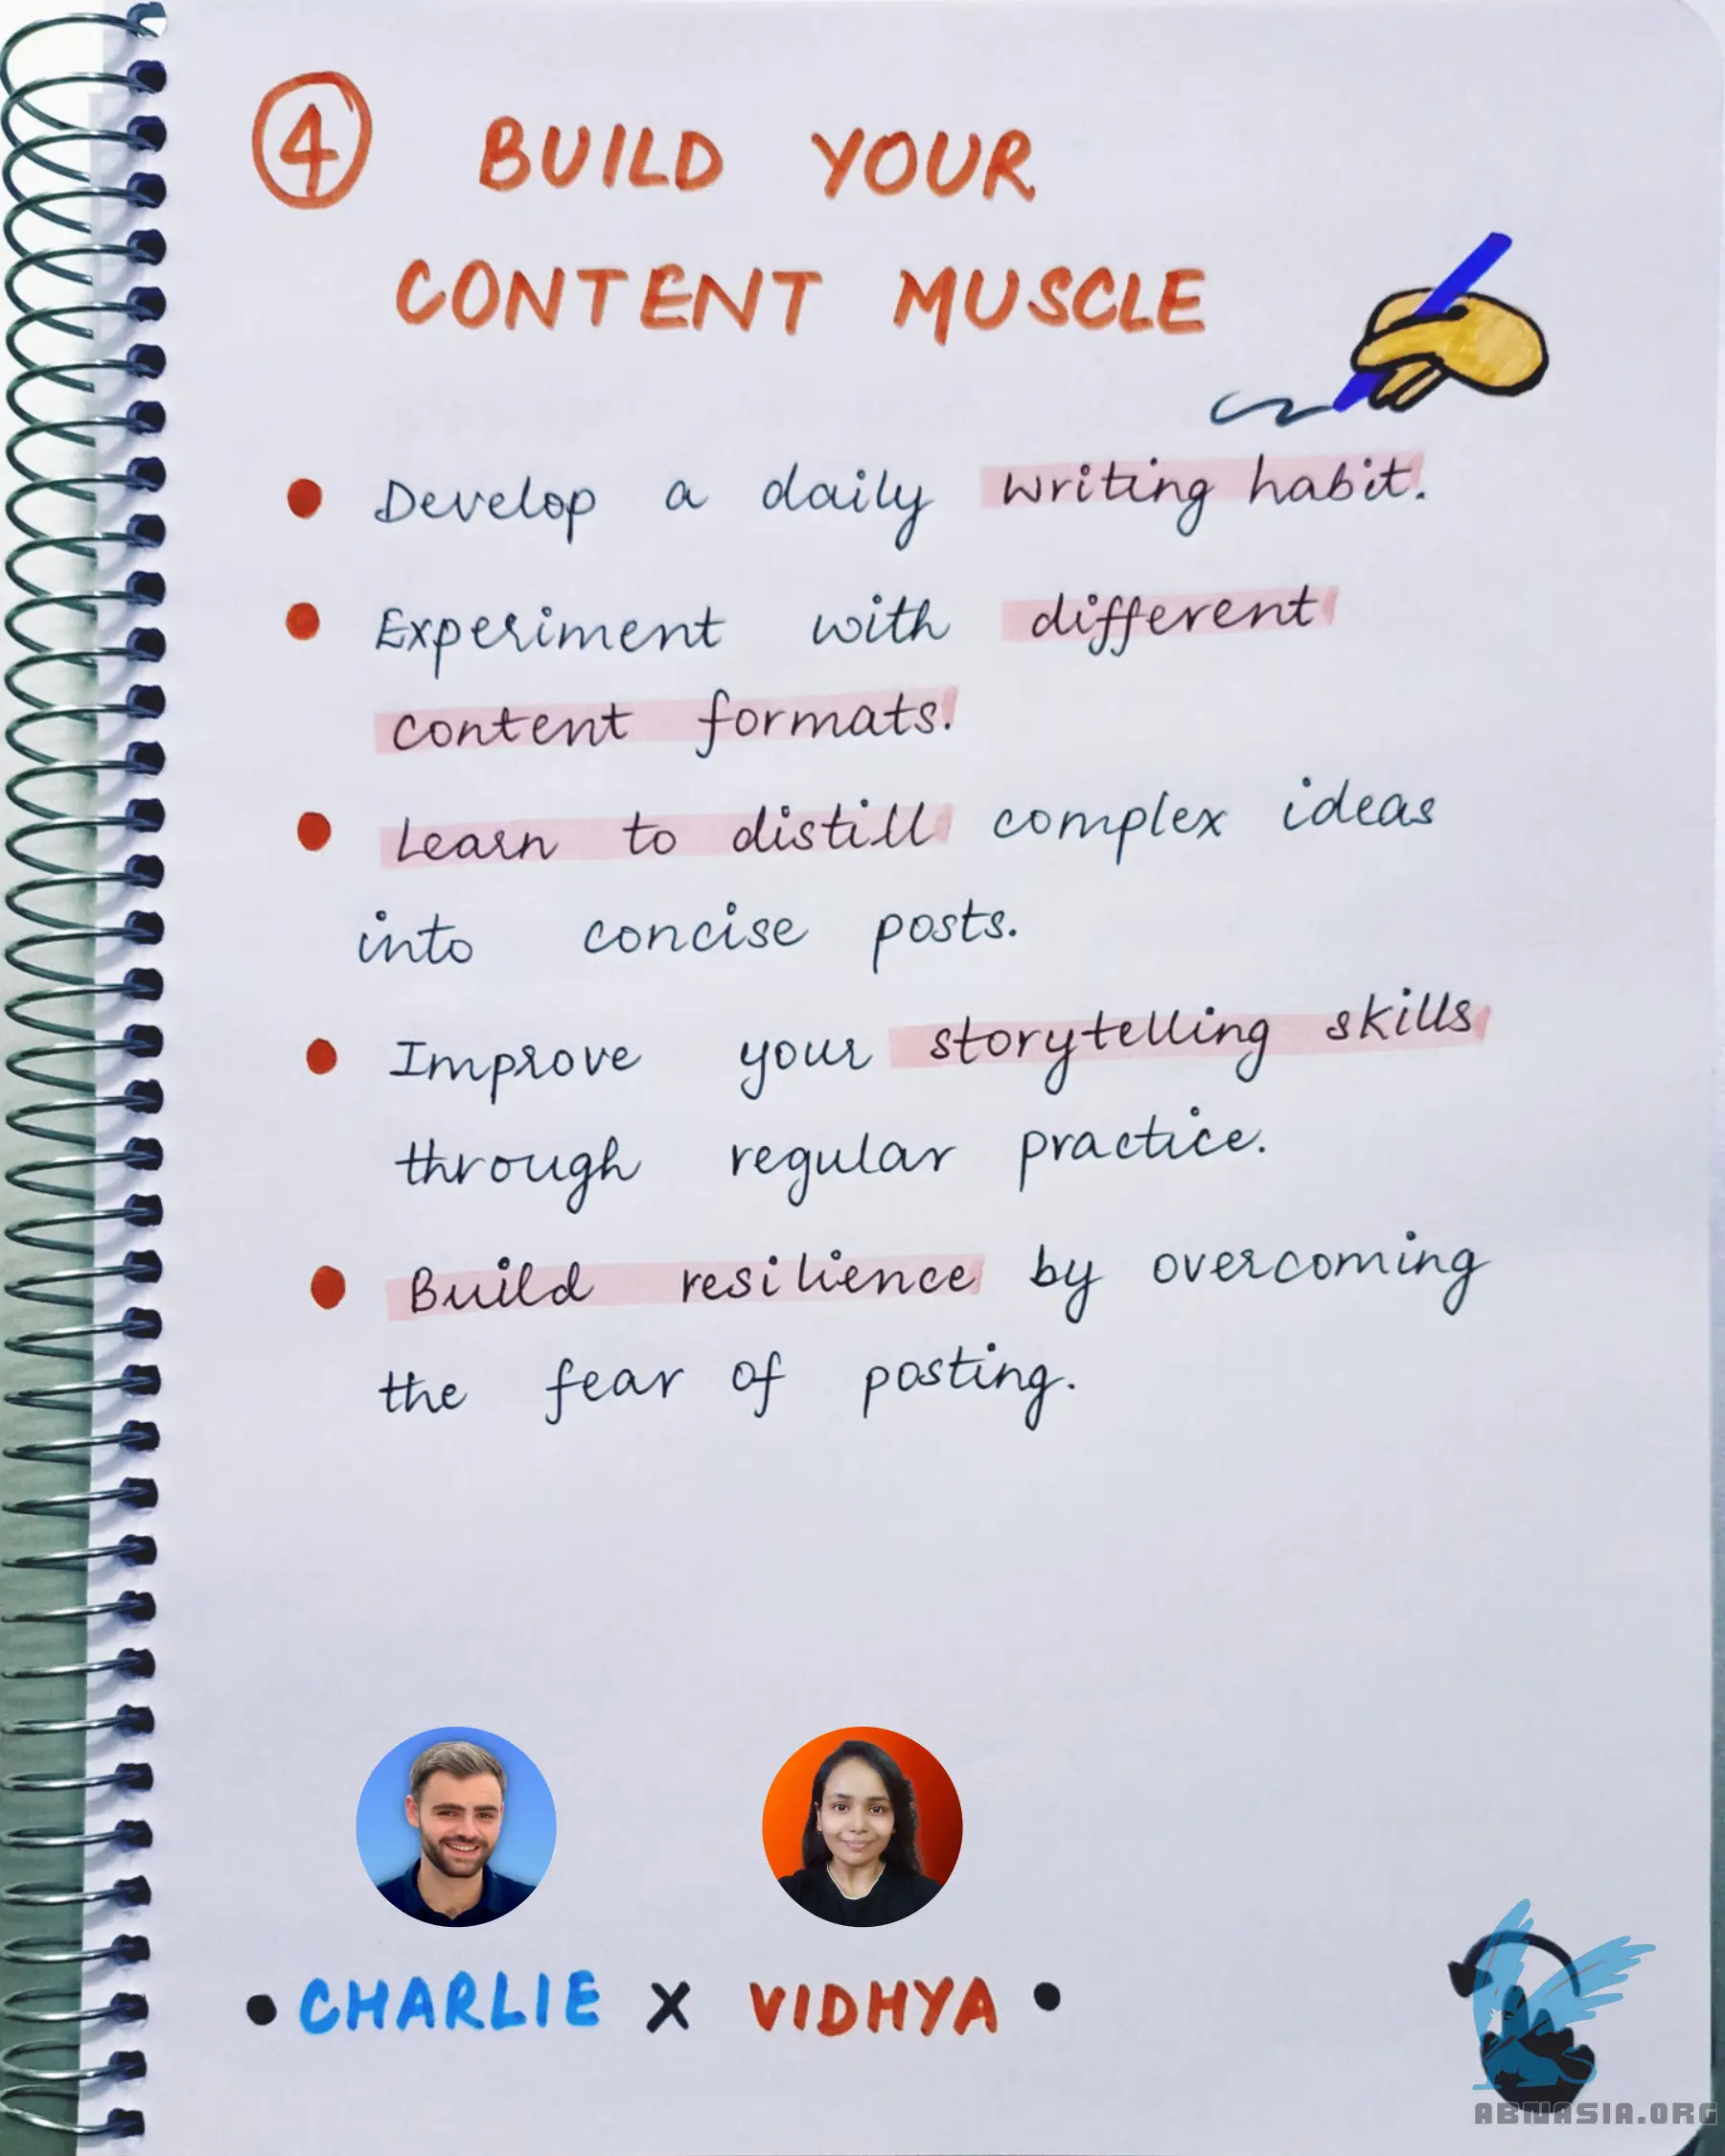 4 BUILD YOUR
CONTENT MUSCLE
• Develop a daily writing habit.
• Experiment with different
content formats.
• Learn to distill complex ideas
into concise posts.
• Improve your storytelling skills
through regular practice.
• Build resilience by overcoming
the fear of posting.
• CHARLIE X VIDHYA •
ABNASIA.ORG